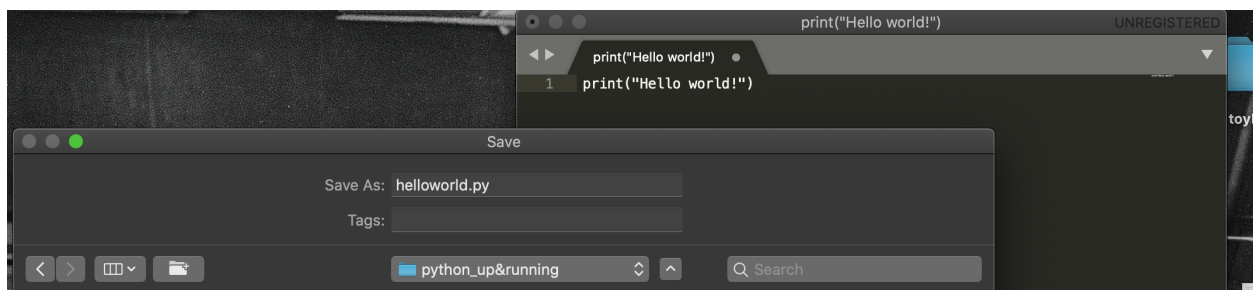 print("Hello world!")
UNREGISTERED
print("Hello world!")
1 print("Hello world!")
toy
Save
Save As: helloworld.py
Tags:
python_up&running
Search